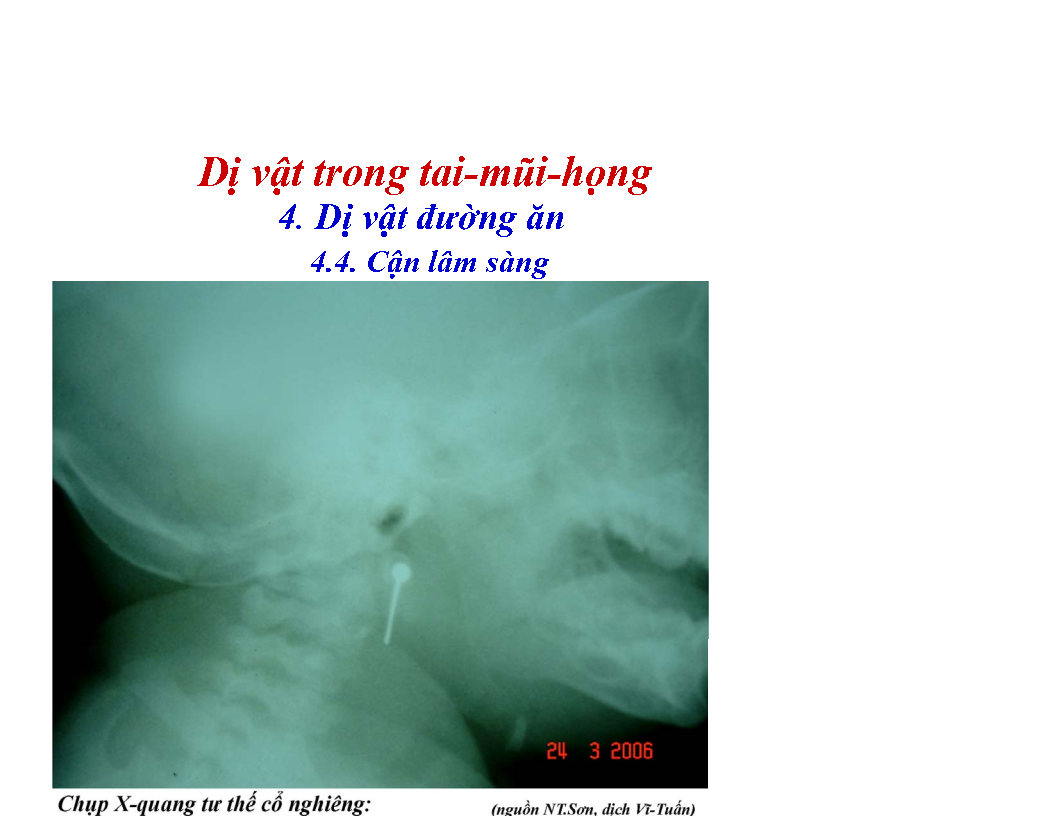 Dị vật trong tai-mũi-họng
4. Dị vật đường ăn
4.4. Cận lâm sàng
24 3 2006
Chụp X-quang tư thế cổ nghiêng:
(nguồn NT.Sơn, dịch Vĩ-Tuấn)